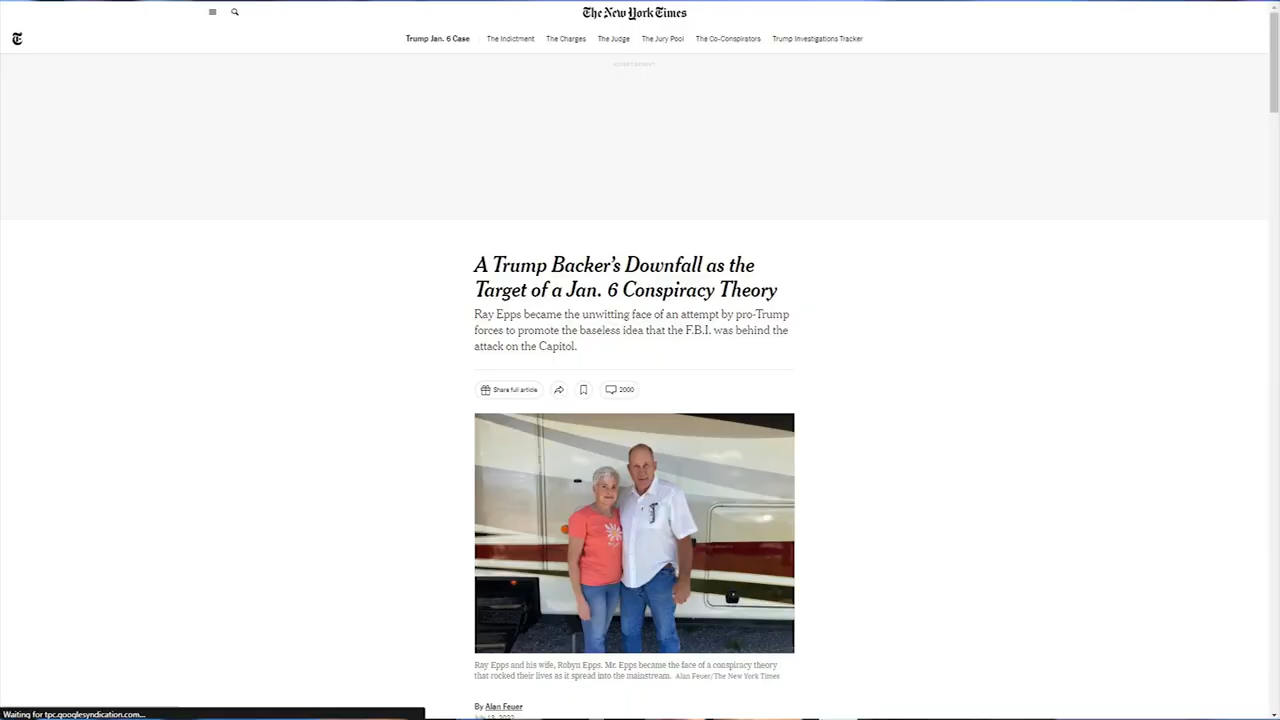 The New York Times
Trump Jan. 6 Case The Indictment The Charges The Judge The Jury Pool The Co-Conspirators Trump Investigations Tracker
ADVERTISEMENT
A Trump Backer's Downfall as the
Target of a Jan. 6 Conspiracy Theory
Ray Epps became the unwitting face of an attempt by pro-Trump
forces to promote the baseless idea that the F.B.I. was behind the
attack on the Capitol.
Share full article 2000
Ray Epps and his wife, Robyn Epps. Mr. Epps became the face of a conspiracy theory
that rocked their lives as it spread into the mainstream. Alan Feuer/The New York Times
By Alan Feuer
Waiting for tpc.googlesyndication.com...